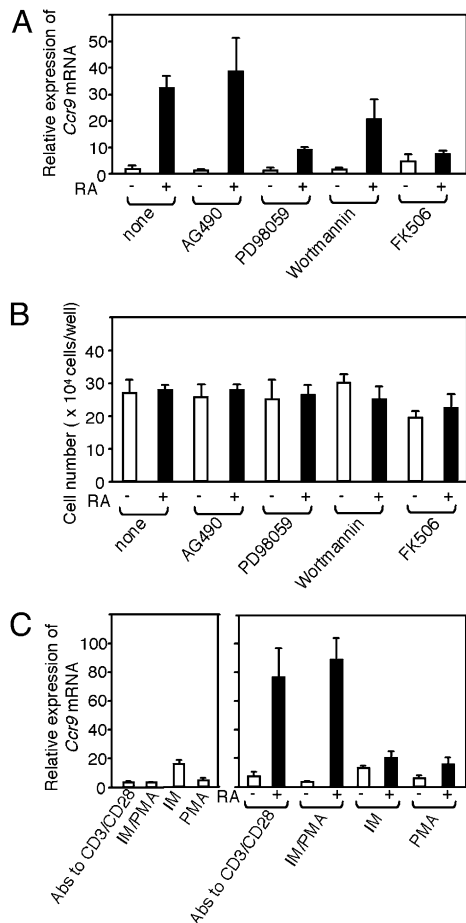 A
Relative expression of
Ccr9 mRNA
60
50
40
30
20
10
0
RA - + - + - + - + - +
none AG490 PD98059 Wortmannin FK506
B
Cell number ( x 10⁴ cells/well)
40
30
20
10
0
RA - + - + - + - + - +
none AG490 PD98059 Wortmannin FK506
C
Relative expression of
Ccr9 mRNA
100
80
60
40
20
0
Abs to CD3/CD28 IM/PMA IM PMA
RA - + - + - + - +
Abs to CD3/CD28 IM/PMA IM PMA